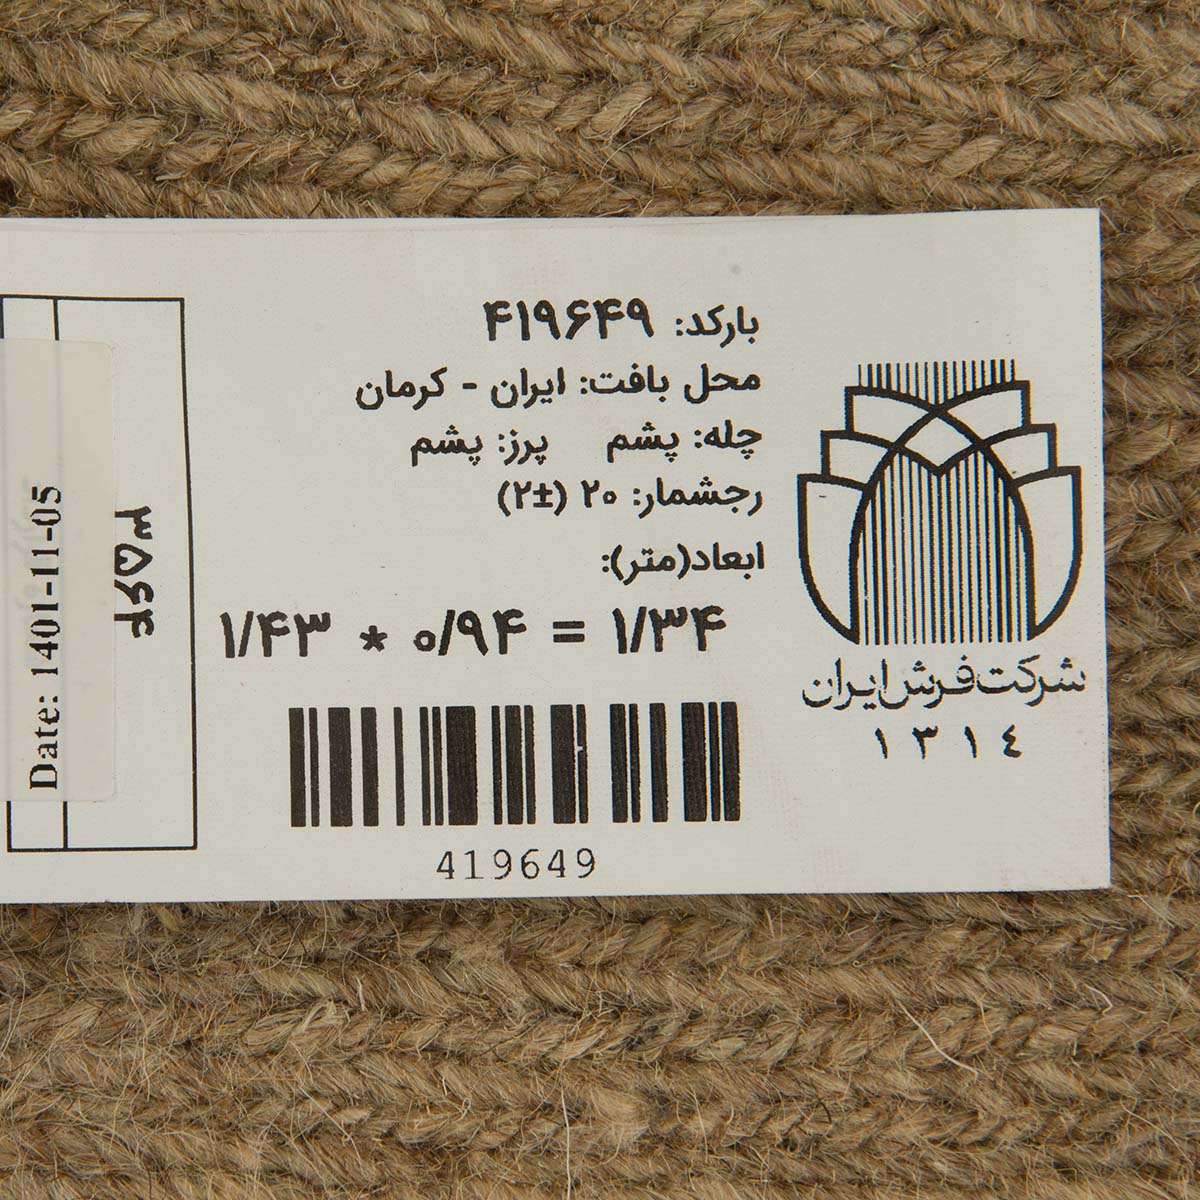 بارکد: ۴۱۹۶۴۹
محل بافت: ایران - کرمان
چله: پشم پرز: پشم
رجشمار: ۲۰ (±۲)
ابعاد(متر):
۱/۴۳ * ۰/۹۴ = ۱/۳۴
419649
شرکت فرش ایران
۱۳۱٤
۳۵۶۴
Date: 1401-11-05